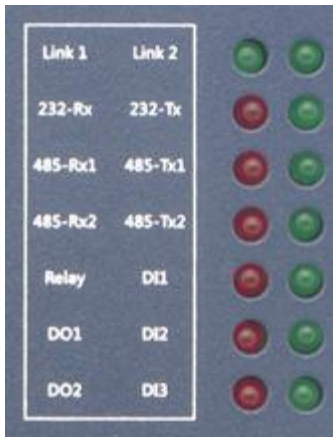 Link 1 Link 2
232-Rx 232-Tx
485-Rx1 485-Tx1
485-Rx2 485-Tx2
Relay DI1
DO1 DI2
DO2 DI3